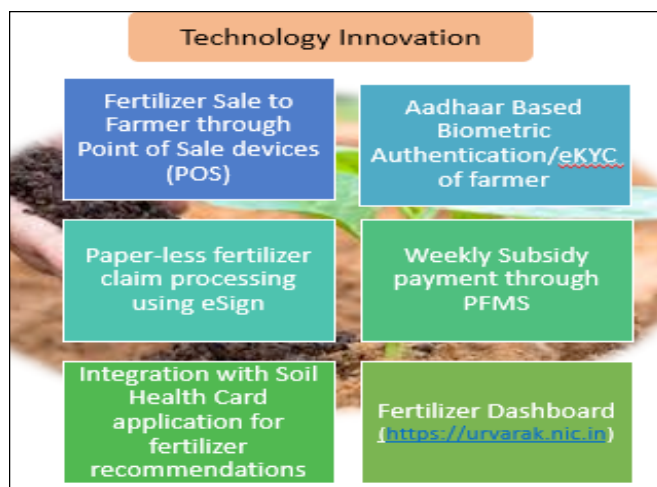 Technology Innovation
Fertilizer Sale to
Farmer through
Point of Sale devices
(POS)
Aadhaar Based
Biometric
Authentication/eKYC
of farmer
Paper-less fertilizer
claim processing
using eSign
Weekly Subsidy
payment through
PFMS
Integration with Soil
Health Card
application for
fertilizer
recommendations
Fertilizer Dashboard
(https://urvarak.nic.in)